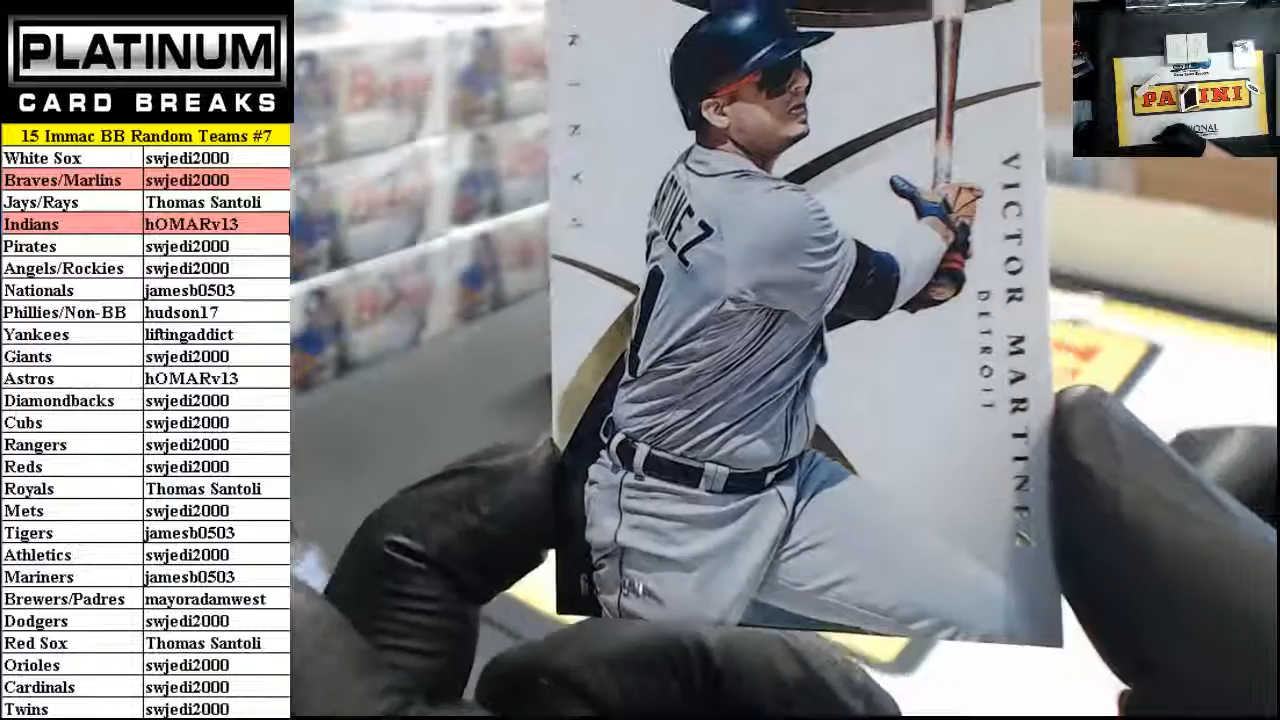 PLATINUM
CARD BREAKS
15 Immac BB Random Teams #7
White Sox swjedi2000
Braves/Marlins swjedi2000
Jays/Rays Thomas Santoli
Indians hOMARv13
Pirates swjedi2000
Angels/Rockies swjedi2000
Nationals jamesb0503
Phillies/Non-BB hudson17
Yankees liftingaddict
Giants swjedi2000
Astros hOMARv13
Diamondbacks swjedi2000
Cubs swjedi2000
Rangers swjedi2000
Reds swjedi2000
Royals Thomas Santoli
Mets swjedi2000
Tigers jamesb0503
Athletics swjedi2000
Mariners jamesb0503
Brewers/Padres mayoradamwest
Dodgers swjedi2000
Red Sox Thomas Santoli
Orioles swjedi2000
Cardinals swjedi2000
Twins swjedi2000
VICTOR MARTINEZ
DETROIT
PANINI